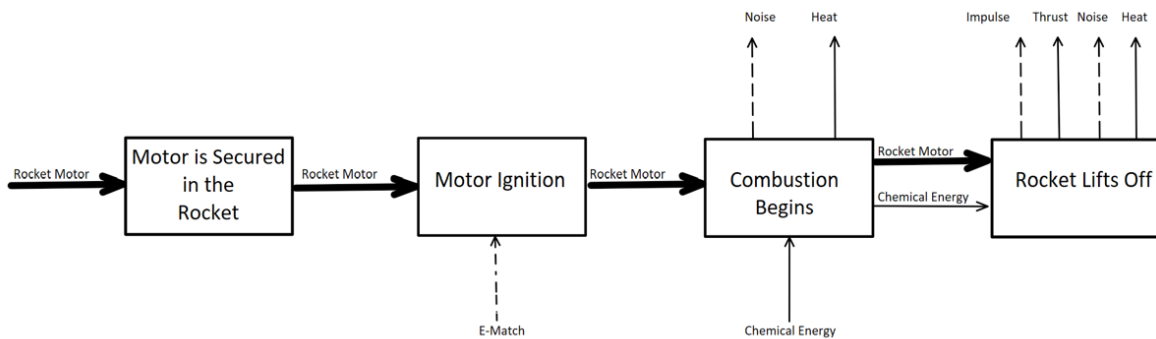 Noise
Heat
Impulse
Thrust
Noise
Heat
Rocket Motor
Motor is Secured
in the
Rocket
Rocket Motor
Motor Ignition
Rocket Motor
Combustion
Begins
Rocket Motor
Chemical Energy
Rocket Lifts Off
E-Match
Chemical Energy